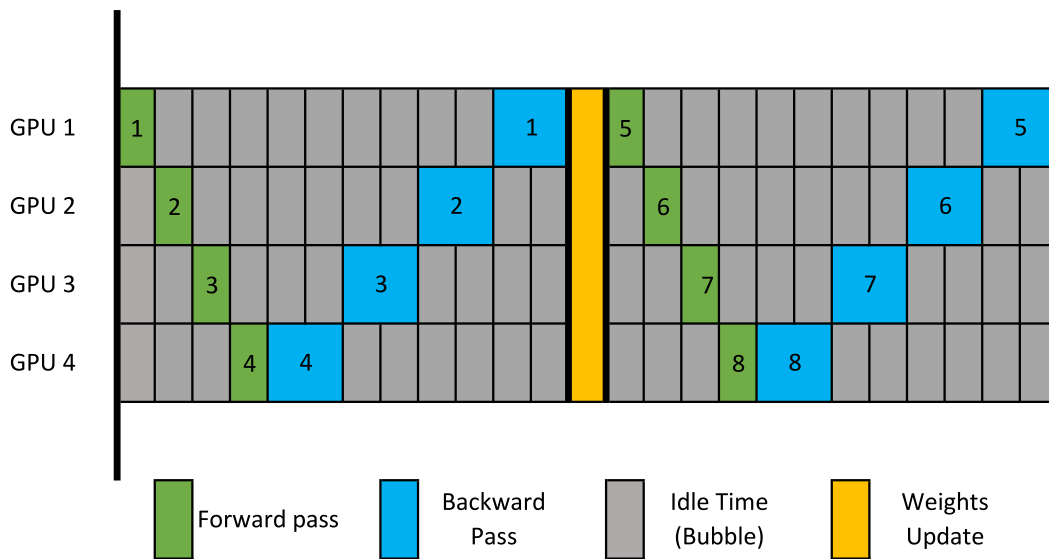 GPU 1 1 1 5 5
GPU 2 2 2 6 6
GPU 3 3 3 7 7
GPU 4 4 4 8 8
Forward pass
Backward
Pass
Idle Time
(Bubble)
Weights
Update